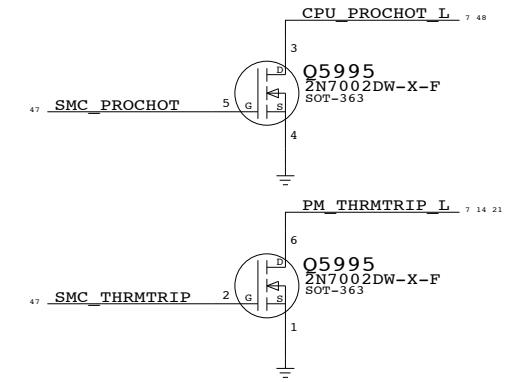 CPU_PROCHOT_L 7 48
3
D
Q5995
2N7002DW-X-F
SOT-363
47 SMC_PROCHOT 5 G S
4
PM_THRMTRIP_L 7 14 21
6
D
Q5995
2N7002DW-X-F
SOT-363
47 SMC_THRMTRIP 2 G S
1